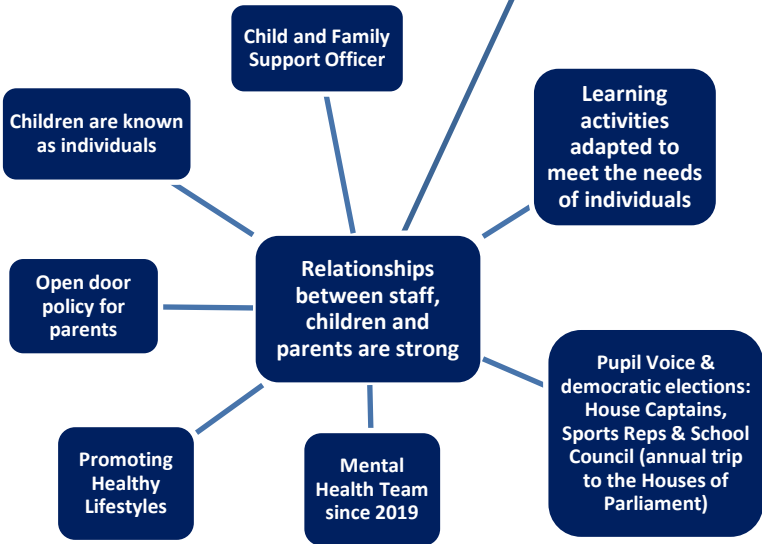 Child and Family
Support Officer
Children are known
as individuals
Learning
activities
adapted to
meet the needs
of individuals
Relationships
between staff,
children and
parents are strong
Open door
policy for
parents
Pupil Voice &
democratic elections:
House Captains,
Sports Reps & School
Council (annual trip
to the Houses of
Parliament)
Promoting
Healthy
Lifestyles
Mental
Health Team
since 2019